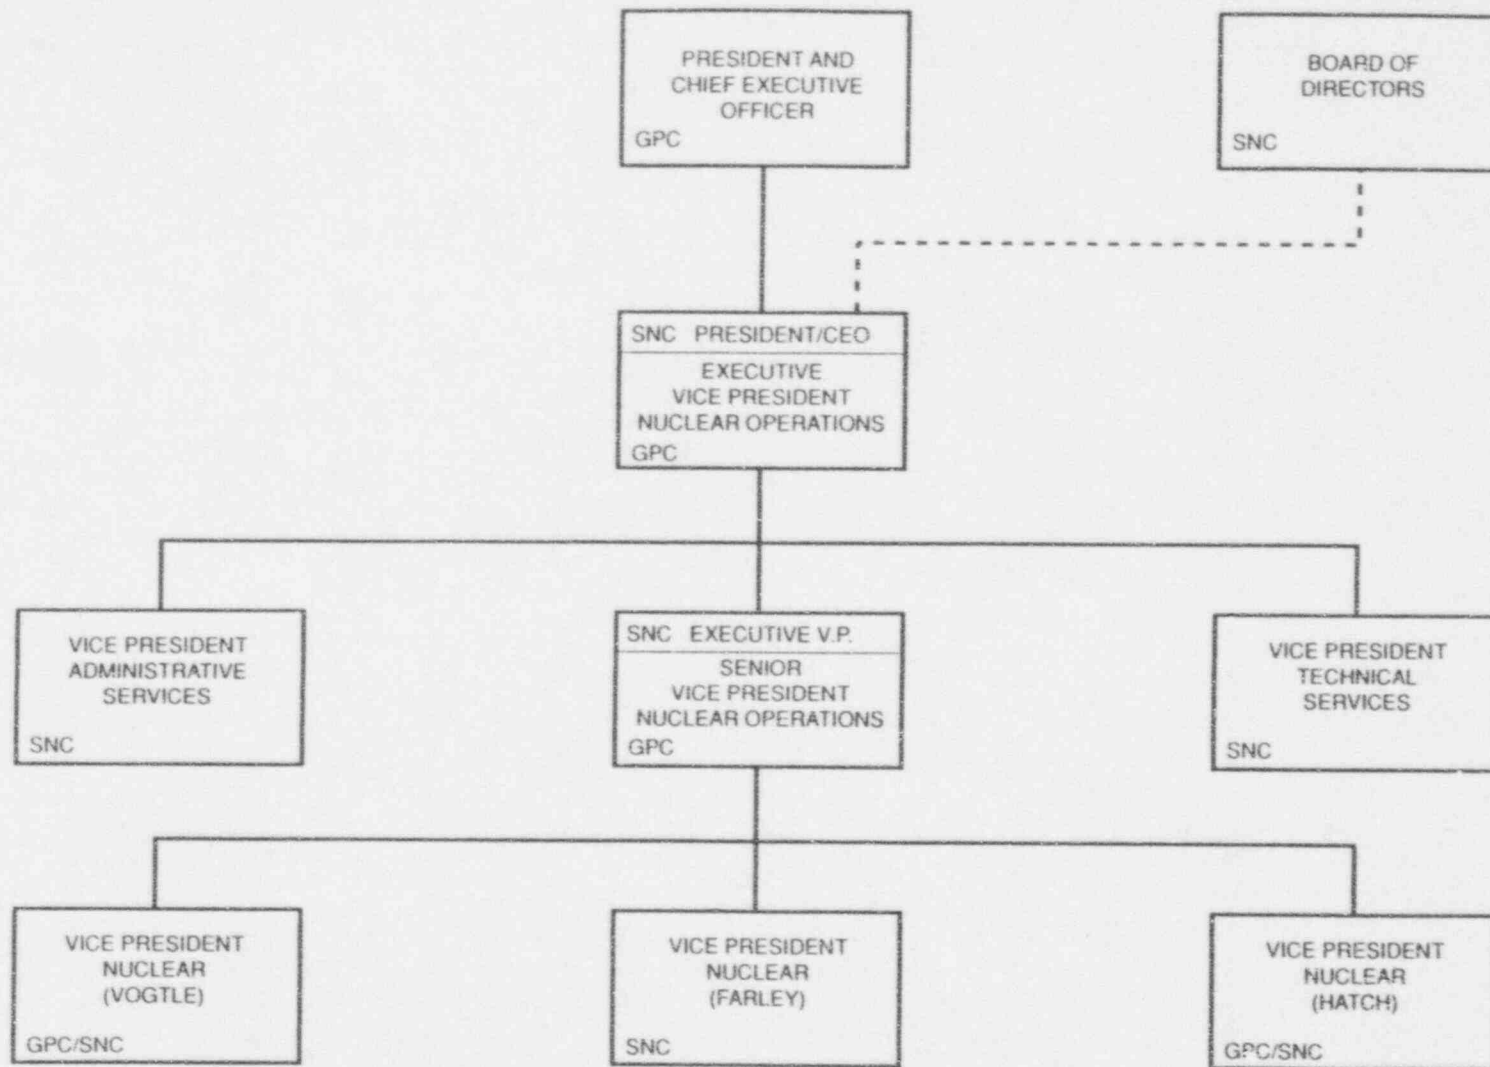 PRESIDENT AND
CHIEF EXECUTIVE
OFFICER
GPC
BOARD OF
DIRECTORS
SNC
SNC PRESIDENT/CEO
EXECUTIVE
VICE PRESIDENT
NUCLEAR OPERATIONS
GPC
VICE PRESIDENT
ADMINISTRATIVE
SERVICES
SNC
SNC EXECUTIVE V.P.
SENIOR
VICE PRESIDENT
NUCLEAR OPERATIONS
GPC
VICE PRESIDENT
TECHNICAL
SERVICES
SNC
VICE PRESIDENT
NUCLEAR
(VOGTLE)
GPC/SNC
VICE PRESIDENT
NUCLEAR
(FARLEY)
SNC
VICE PRESIDENT
NUCLEAR
(HATCH)
GPC/SNC